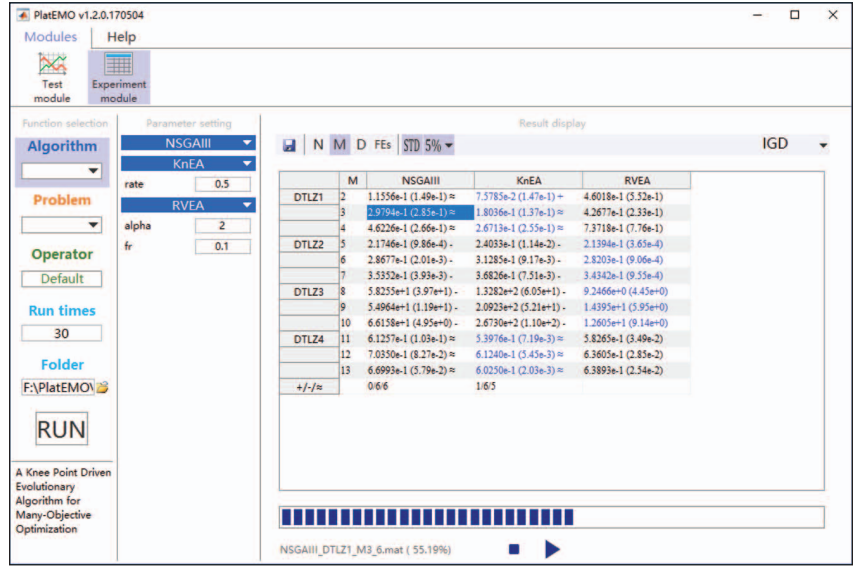 PlatEMO v1.2.0.170504
Modules Help
Test module
Experiment module
Function selection
Algorithm
Problem
Operator
Default
Run times
30
Folder
F:\PlatEMO\
RUN
A Knee Point Driven
Evolutionary
Algorithm for
Many-Objective
Optimization
Parameter setting
NSGAIII
KnEA
rate 0.5
RVEA
alpha 2
fr 0.1
Result display
N M D FEs STD 5% IGD
M NSGAIII KnEA RVEA
DTLZ1 2 1.1556e-1 (1.49e-1) ≈ 7.5785e-2 (1.47e-1) + 4.6018e-1 (5.52e-1)
3 2.9794e-1 (2.85e-1) ≈ 1.8036e-1 (1.37e-1) ≈ 4.2677e-1 (2.33e-1)
4 4.6226e-1 (2.66e-1) ≈ 2.6713e-1 (2.55e-1) ≈ 7.3718e-1 (7.76e-1)
DTLZ2 5 2.1746e-1 (9.86e-4) - 2.4033e-1 (1.14e-2) - 2.1394e-1 (3.65e-4)
6 2.8677e-1 (2.01e-3) - 3.1285e-1 (9.17e-3) - 2.8203e-1 (9.06e-4)
7 3.5352e-1 (3.93e-3) - 3.6826e-1 (7.51e-3) - 3.4342e-1 (9.55e-4)
DTLZ3 8 5.8255e+1 (3.97e+1) - 1.3282e+2 (6.05e+1) - 9.2466e+0 (4.45e+0)
9 5.4964e+1 (1.19e+1) - 2.0923e+2 (5.21e+1) - 1.4395e+1 (5.95e+0)
10 6.6158e+1 (4.95e+0) - 2.6730e+2 (1.10e+2) - 1.2605e+1 (9.14e+0)
DTLZ4 11 6.1257e-1 (1.03e-1) ≈ 5.3976e-1 (7.19e-3) ≈ 5.8265e-1 (3.49e-2)
12 7.0350e-1 (8.27e-2) ≈ 6.1240e-1 (5.45e-3) ≈ 6.3605e-1 (2.85e-2)
13 6.6993e-1 (5.79e-2) ≈ 6.0250e-1 (2.03e-3) ≈ 6.3893e-1 (2.54e-2)
+/-/≈ 0/6/6 1/6/5
NSGAIII_DTLZ1_M3_6.mat ( 55.19%)